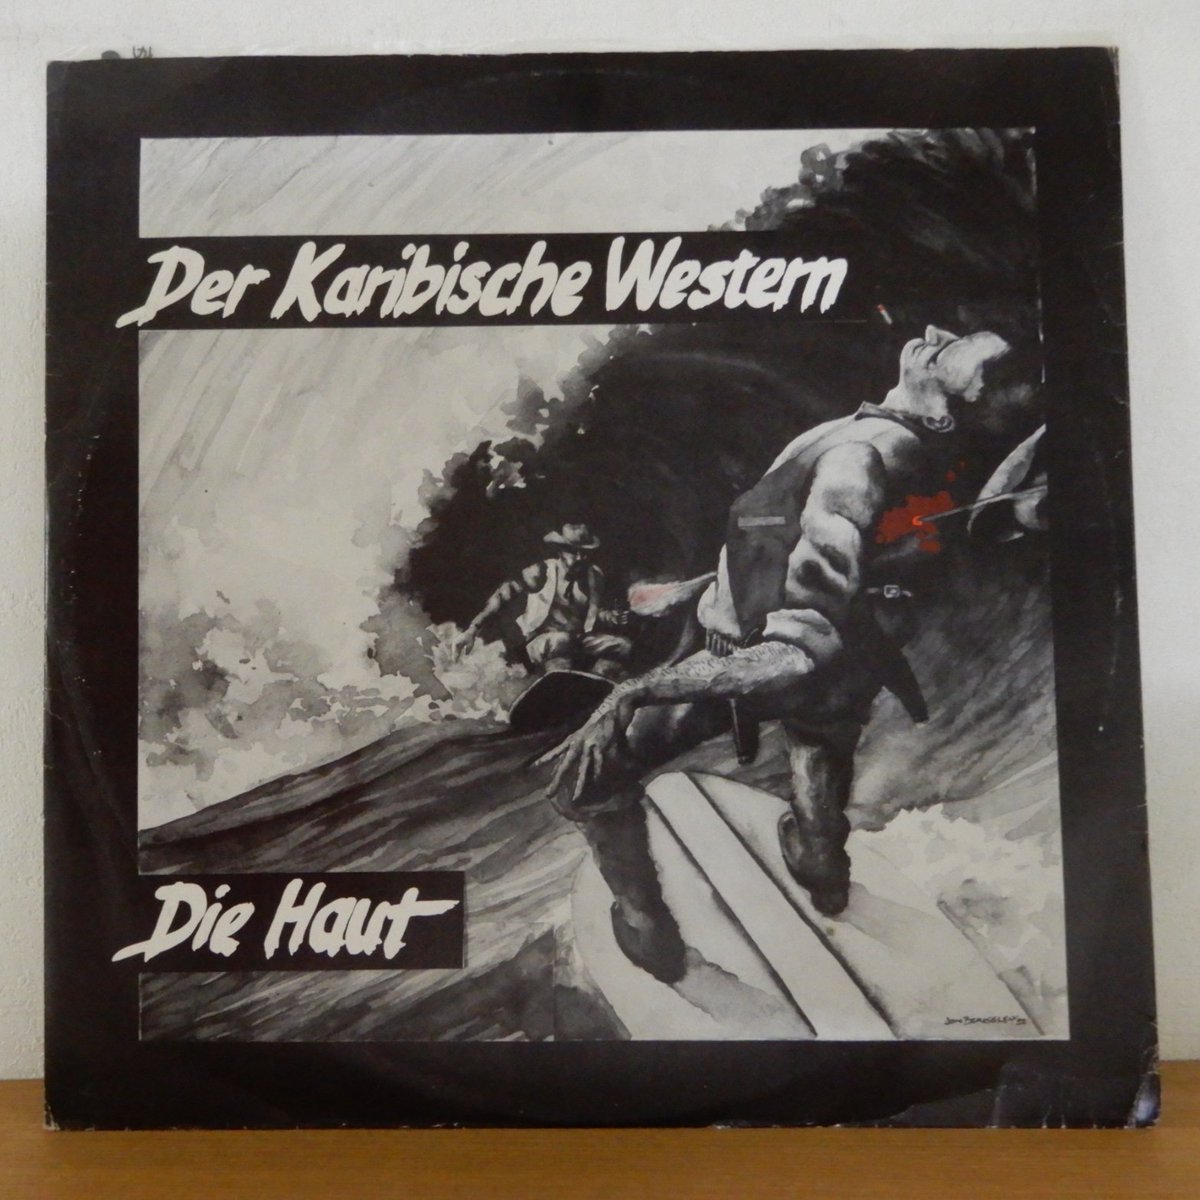 Der Karibische Western
Die Haut